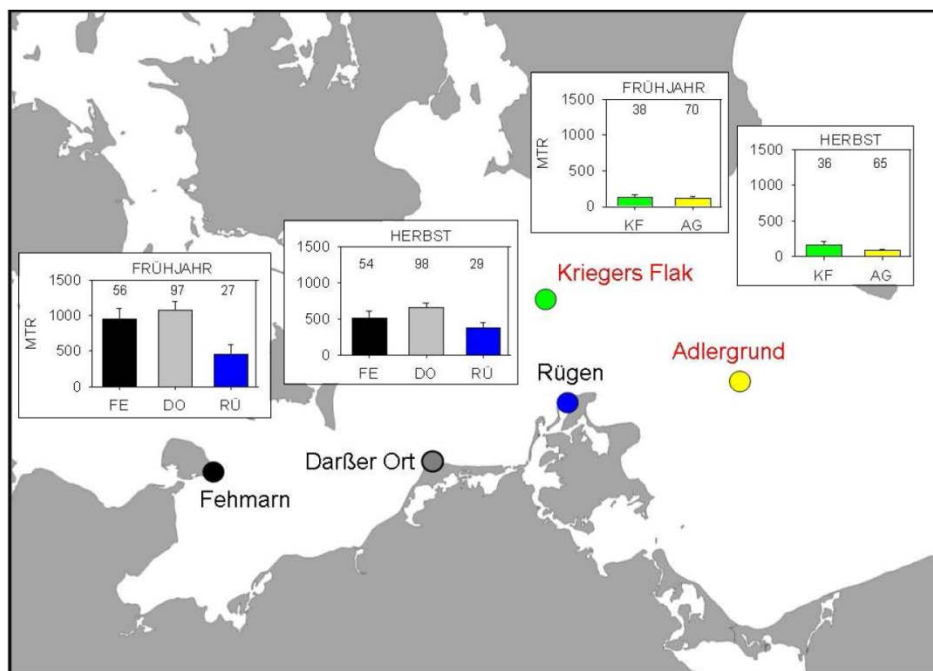 FRÜHJAHR
1500
38 70
1000
MTR
500
0
KF AG
HERBST
1500
36 65
1000
500
0
KF AG
HERBST
1500
54 98 29
1000
500
0
FE DO RÜ
FRÜHJAHR
1500
56 97 27
1000
MTR
500
0
FE DO RÜ
Kriegers Flak
Adlergrund
Rügen
Darßer Ort
Fehmarn